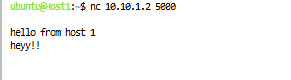 ubuntu@Host1:~$ nc 10.10.1.2 5000
hello from host 1
heyy!!